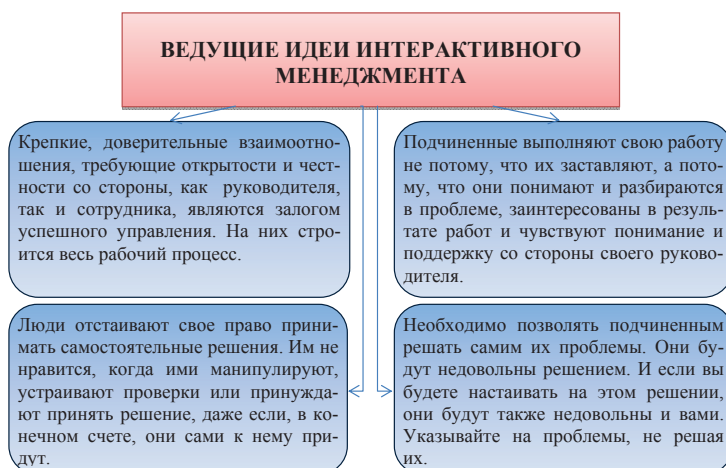 ВЕДУЩИЕ ИДЕИ ИНТЕРАКТИВНОГО
МЕНЕДЖМЕНТА
Крепкие, доверительные взаимоотно-
шения, требующие открытости и чест-
ности со стороны, как руководителя,
так и сотрудника, являются залогом
успешного управления. На них стро-
ится весь рабочий процесс.
Подчиненные выполняют свою работу
не потому, что их заставляют, а пото-
му, что они понимают и разбираются
в проблеме, заинтересованы в резуль-
тате работ и чувствуют понимание и
поддержку со стороны своего руково-
дителя.
Люди отстаивают свое право прини-
мать самостоятельные решения. Им не
нравится, когда ими манипулируют,
устраивают проверки или принужда-
ют принять решение, даже если, в ко-
нечном счете, они сами к нему при-
дут.
Необходимо позволять подчиненным
решать самим их проблемы. Они бу-
дут недовольны решением. И если вы
будете настаивать на этом решении,
они будут также недовольны и вами.
Указывайте на проблемы, не решая
их.